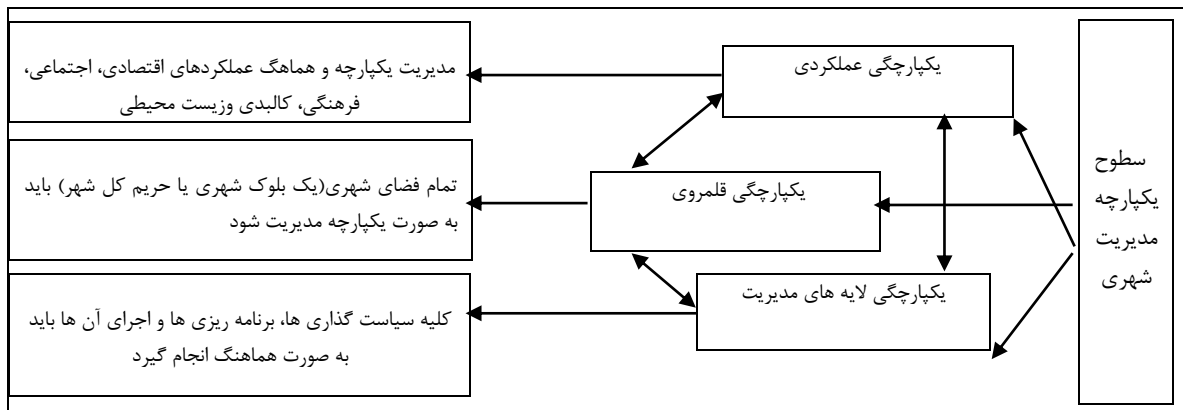 سطوح
یکپارچه
مدیریت
شهری
یکپارچگی عملکردی
مدیریت یکپارچه و هماهگ عملکردهای اقتصادی، اجتماعی،
فرهنگی، کالبدی وزیست محیطی
یکپارچگی قلمروی
تمام فضای شهری(یک بلوک شهری یا حریم کل شهر) باید
به صورت یکپارچه مدیریت شود
یکپارچگی لایه های مدیریت
کلیه سیاست گذاری ها، برنامه ریزی ها و اجرای آن ها باید
به صورت هماهنگ انجام گیرد